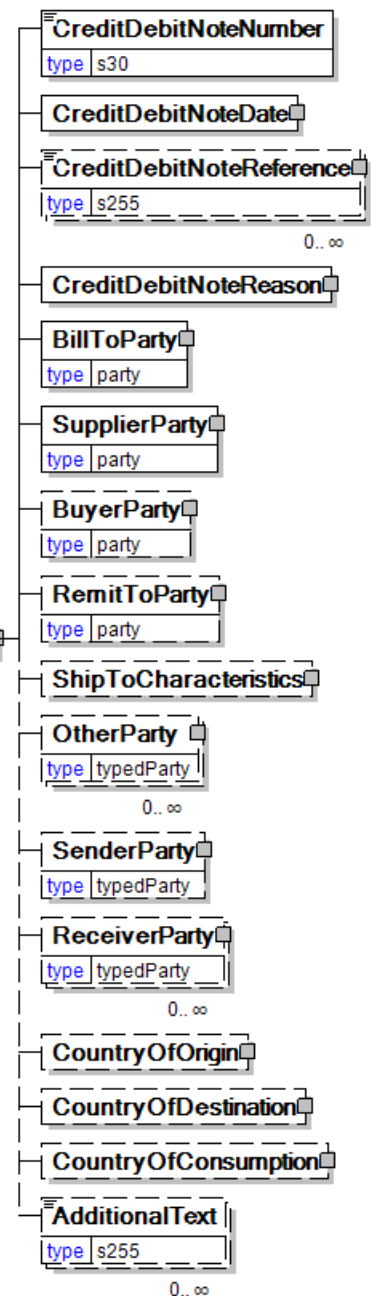 CreditDebitNoteNumber
type s30
CreditDebitNoteDate
CreditDebitNoteReference
type s255
0.. ∞
CreditDebitNoteReason
BillToParty
type party
SupplierParty
type party
BuyerParty
type party
RemitToParty
type party
ShipToCharacteristics
OtherParty
type typedParty
0.. ∞
SenderParty
type typedParty
ReceiverParty
type typedParty
0.. ∞
CountryOfOrigin
CountryOfDestination
CountryOfConsumption
AdditionalText
type s255
0.. ∞